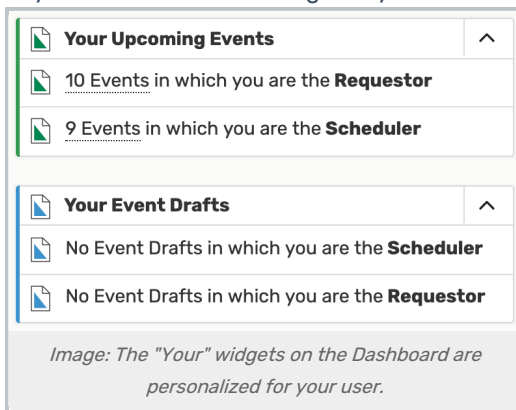 Your Upcoming Events
10 Events in which you are the Requestor
9 Events in which you are the Scheduler
Your Event Drafts
No Event Drafts in which you are the Scheduler
No Event Drafts in which you are the Requestor
Image: The "Your" widgets on the Dashboard are
personalized for your user.